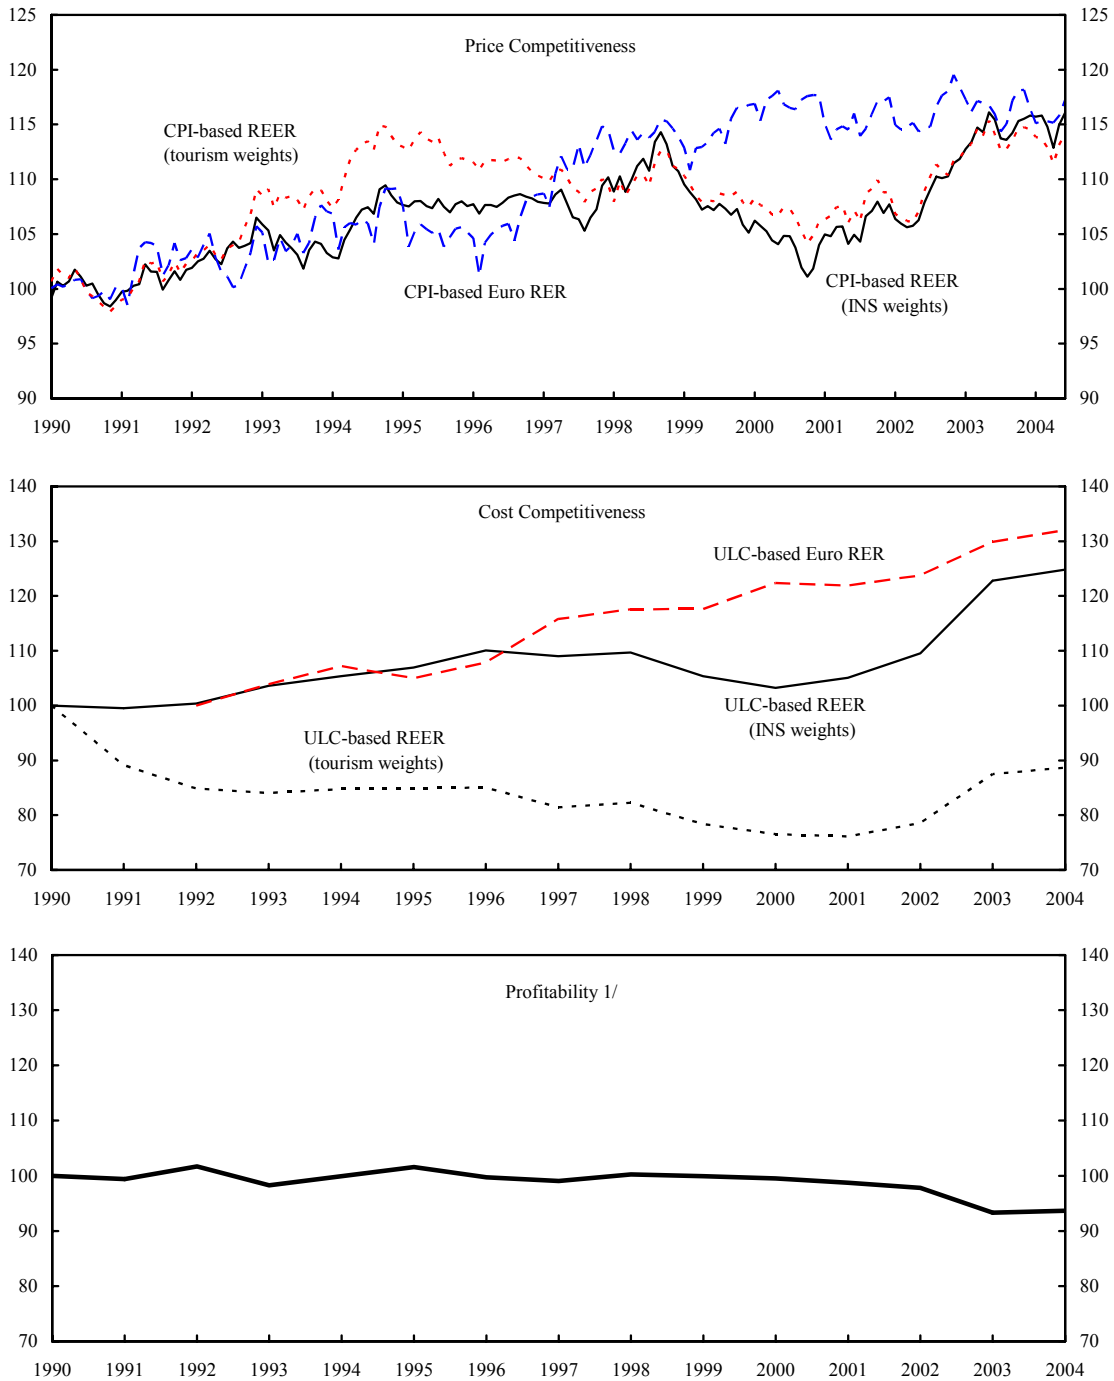 125 125
Price Competitiveness
120 120
CPI-based REER
(tourism weights)
115 115
110 110
105 105
CPI-based Euro RER
CPI-based REER
(INS weights)
100 100
95 95
90 90
1990 1991 1992 1993 1994 1995 1996 1997 1998 1999 2000 2001 2002 2003 2004
140 140
Cost Competitiveness
130 130
ULC-based Euro RER
120 120
110 110
100 100
ULC-based REER
(INS weights)
ULC-based REER
(tourism weights)
90 90
80 80
70 70
1990 1991 1992 1993 1994 1995 1996 1997 1998 1999 2000 2001 2002 2003 2004
140 140
Profitability 1/
130 130
120 120
110 110
100 100
90 90
80 80
70 70
1990 1991 1992 1993 1994 1995 1996 1997 1998 1999 2000 2001 2002 2003 2004